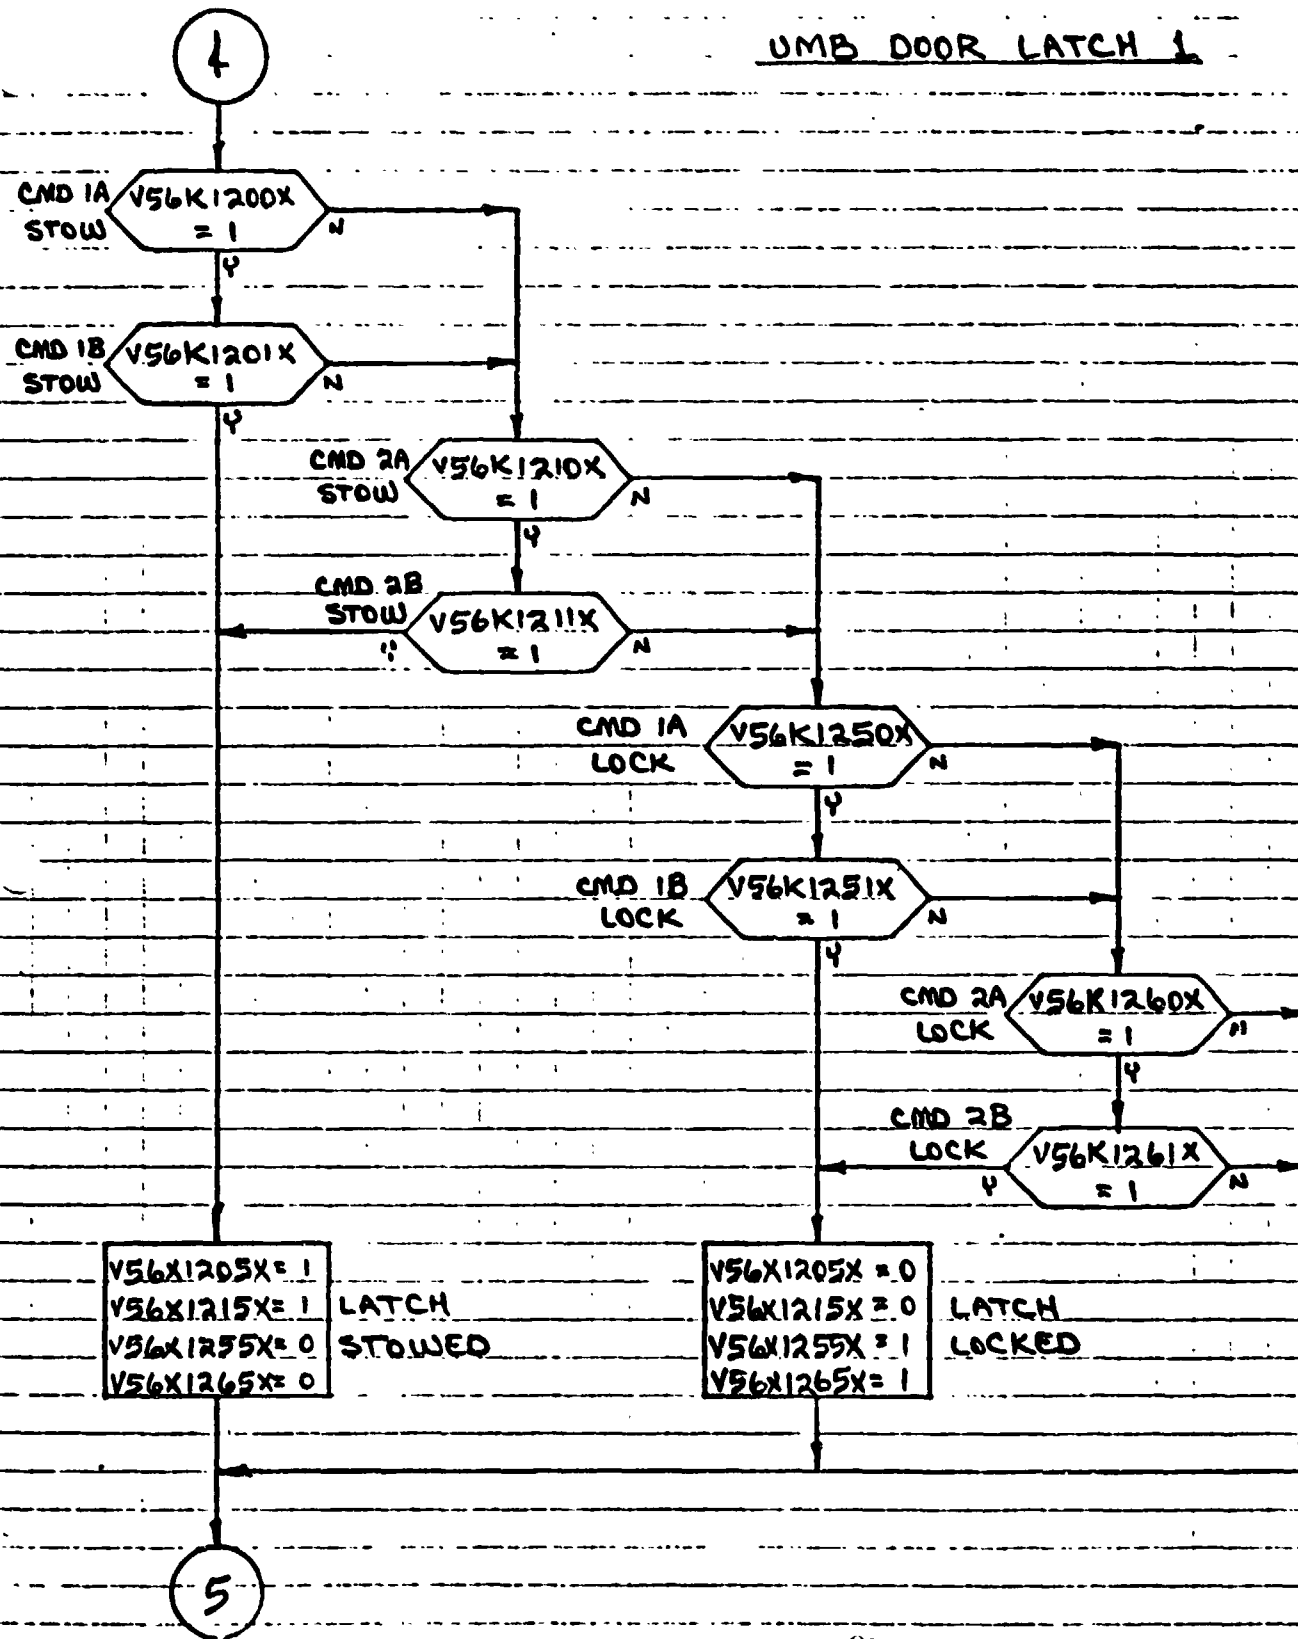 4
UMB DOOR LATCH 1
CMD 1A
STOW
V56K1200X
= 1
N
Y
CMD 1B
STOW
V56K1201X
= 1
N
Y
CMD 2A
STOW
V56K1210X
= 1
N
Y
CMD 2B
STOW
V56K1211X
= 1
N
CMD 1A
LOCK
V56K1250X
= 1
N
Y
CMD 1B
LOCK
V56K1251X
= 1
N
Y
CMD 2A
LOCK
V56K1260X
= 1
N
Y
CMD 2B
LOCK
V56K1261X
= 1
Y
N
V56X1205X= 1
V56X1215X= 1
V56X1255X= 0
V56X1265X= 0
LATCH
STOWED
V56X1205X = 0
V56X1215X = 0
V56X1255X = 1
V56X1265X= 1
LATCH
LOCKED
5